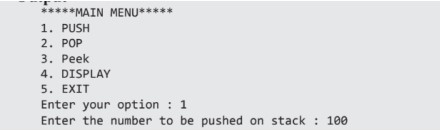 *****MAIN MENU*****
1. PUSH
2. POP
3. Peek
4. DISPLAY
5. EXIT
Enter your option : 1
Enter the number to be pushed on stack : 100